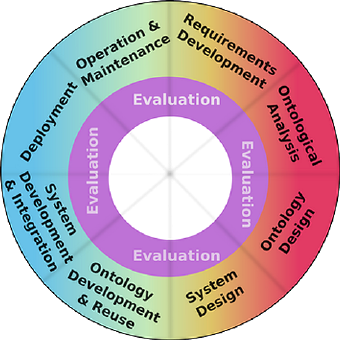 Requirements
Development
Ontological
Analysis
Ontology
Design
System
Design
Ontology
Development
& Reuse
System
Development
& Integration
Deployment
Operation &
Maintenance
Evaluation
Evaluation
Evaluation
Evaluation